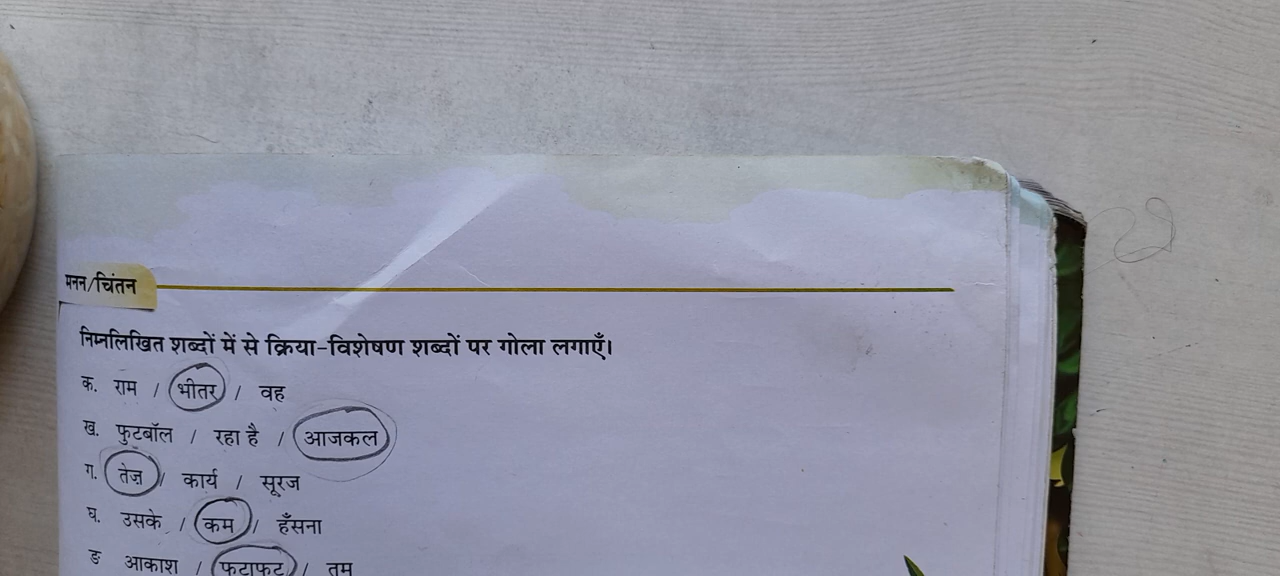 मनन/चिंतन
निम्नलिखित शब्दों में से क्रिया-विशेषण शब्दों पर गोला लगाएँ।
क. राम / भीतर / वह
ख. फुटबॉल / रहा है / आजकल
ग. तेज़ / कार्य / सूरज
घ. उसके / कम / हँसना
ङ आकाश / फटाफट / तुम